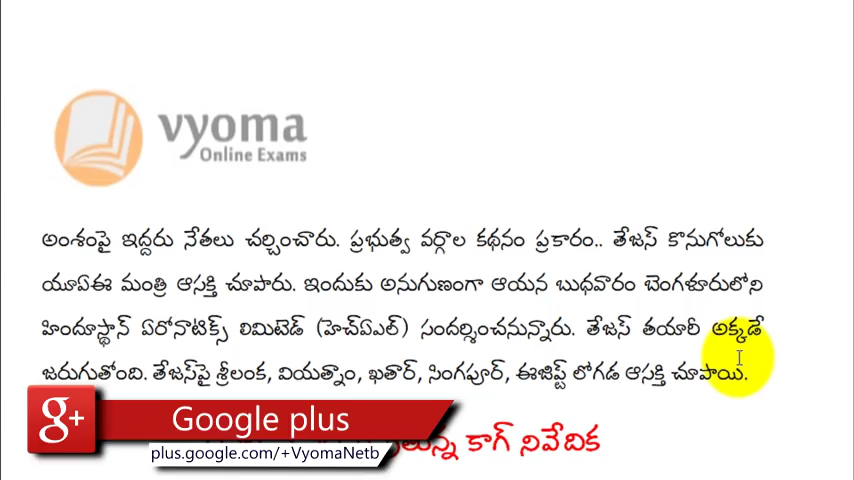 vyoma
Online Exams
అంశంపై ఇద్దరు నేతలు చర్చించారు. ప్రభుత్వ వర్గాల కథనం ప్రకారం.. తేజస్ కొనుగోలుకు
యూఏఈ మంత్రి ఆసక్తి చూపారు. ఇందుకు అనుగుణంగా ఆయన బుధవారం బెంగళూరులోని
హిందూస్థాన్ ఏరోనాటిక్స్ లిమిటెడ్ (హెచ్ఏఎల్) సందర్శించనున్నారు. తేజస్ తయారీ అక్కడే
జరుగుతోంది. తేజస్‌పై శ్రీలంక, వియత్నాం, ఖతార్, సింగపూర్, ఈజిప్ట్ లోగడ ఆసక్తి చూపాయి.
కాగ్ నివేదిక
g+
Google plus
plus.google.com/+VyomaNetb